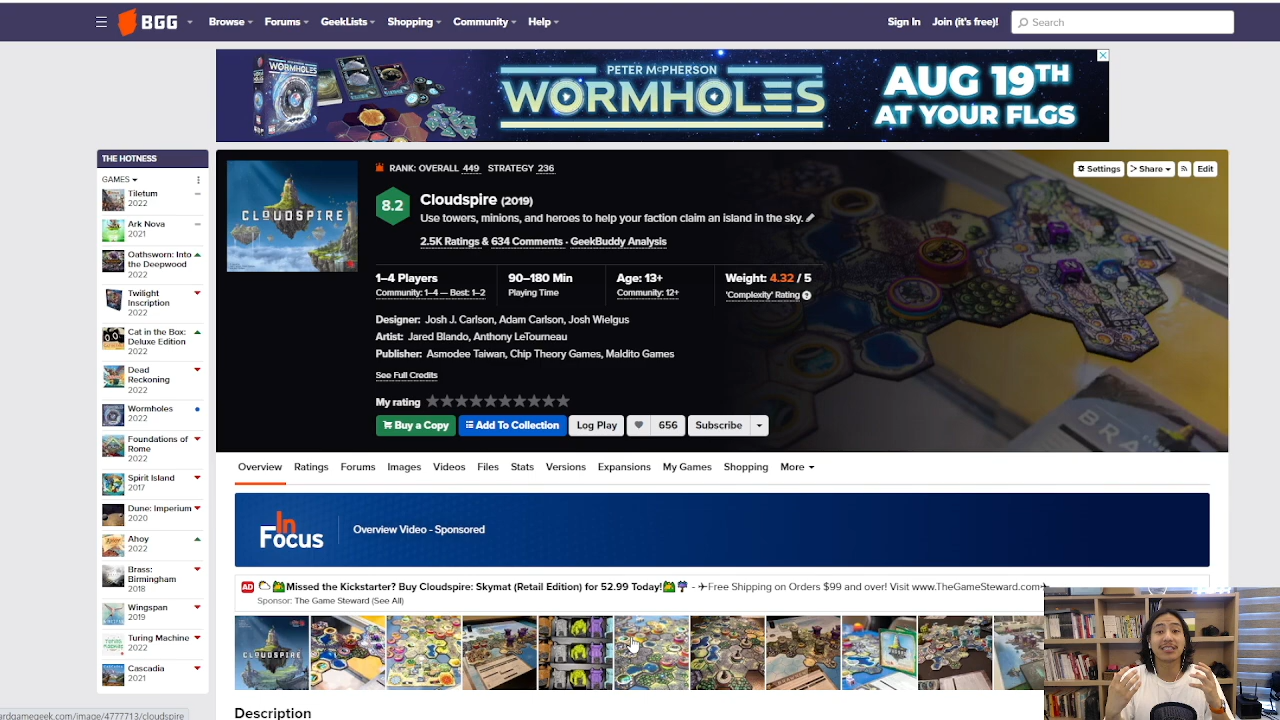 BGG
Browse
Forums
GeekLists
Shopping
Community
Help
Sign In
Join (it's free!)
Search
PETER McPHERSON
WORMHOLES
AUG 19TH
AT YOUR FLGS
THE HOTNESS
GAMES
Tiletum
2022
Ark Nova
2021
Oathsworn: Into
the Deepwood
2022
Twilight
Inscription
2022
Cat in the Box:
Deluxe Edition
2022
Dead
Reckoning
2022
Wormholes
2022
Foundations of
Rome
2022
Spirit Island
2017
Dune: Imperium
2020
Ahoy
2022
Brass:
Birmingham
2018
Wingspan
2019
Turing Machine
2022
Cascadia
2021
CLOUDSPIRE
RANK: OVERALL 449 STRATEGY 236
Settings
Share
Edit
8.2
Cloudspire (2019)
Use towers, minions, and heroes to help your faction claim an island in the sky.
2.5K Ratings & 634 Comments · GeekBuddy Analysis
1–4 Players
Community: 1–4 — Best: 1–2
90–180 Min
Playing Time
Age: 13+
Community: 12+
Weight: 4.32 / 5
'Complexity' Rating
Designer: Josh J. Carlson, Adam Carlson, Josh Wielgus
Artist: Jared Blando, Anthony LeTourneau
Publisher: Asmodee Taiwan, Chip Theory Games, Maldito Games
See Full Credits
My rating
Buy a Copy
Add To Collection
Log Play
656
Subscribe
Overview
Ratings
Forums
Images
Videos
Files
Stats
Versions
Expansions
My Games
Shopping
More
In
Focus
Overview Video - Sponsored
AD
Missed the Kickstarter? Buy Cloudspire: Skymat (Retail Edition) for 52.99 Today! - Free Shipping on Orders $99 and over! Visit www.TheGameSteward.com
Sponsor: The Game Steward (See All)
CLOUDSPIRE
Description
ardgamegeek.com/image/4777713/cloudspire